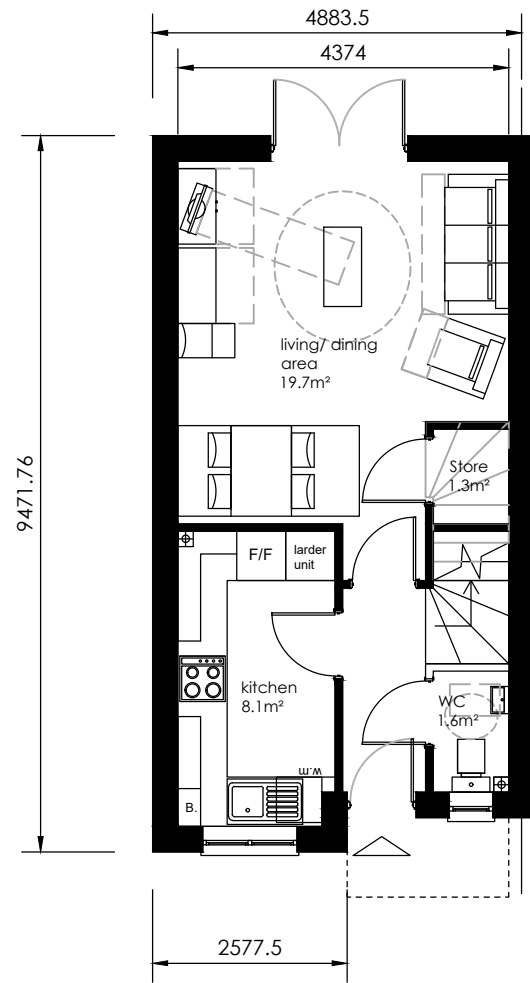 4883.5
4374
living/ dining
area
19.7m²
9471.76
Store
1.3m²
F/F
larder
unit
kitchen
8.1m²
WC
1.6m²
w.m
B.
2577.5